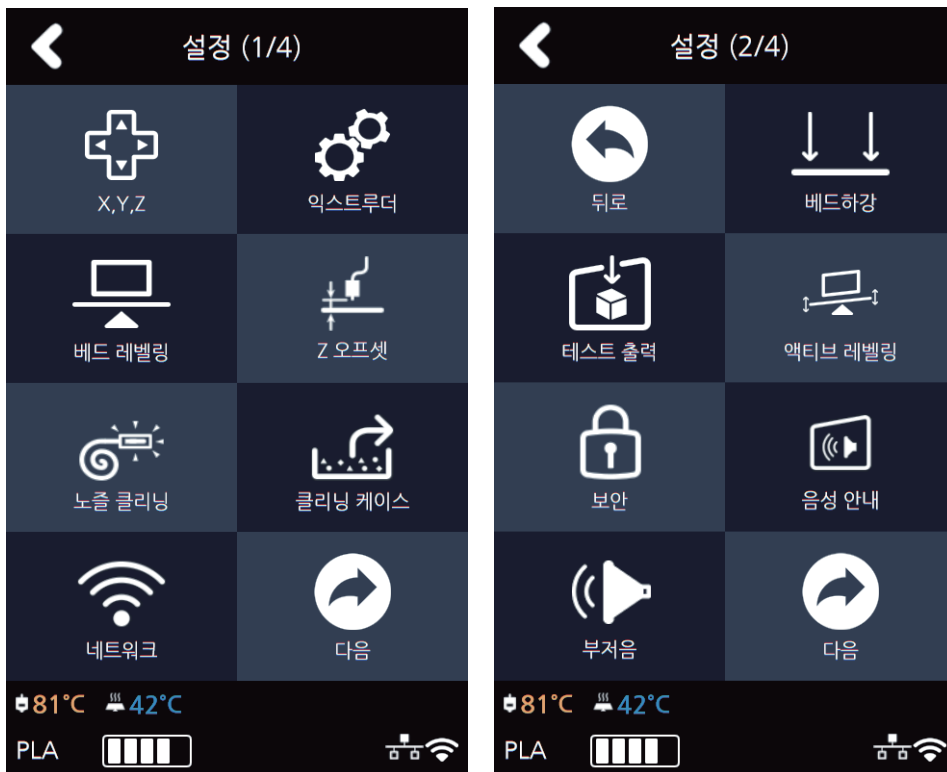 설정 (1/4)
X,Y,Z
익스트루더
베드 레벨링
Z 오프셋
노즐 클리닝
클리닝 케이스
네트워크
다음
81°C 42°C
PLA
설정 (2/4)
뒤로
베드하강
테스트 출력
액티브 레벨링
보안
음성 안내
부저음
다음
81°C 42°C
PLA